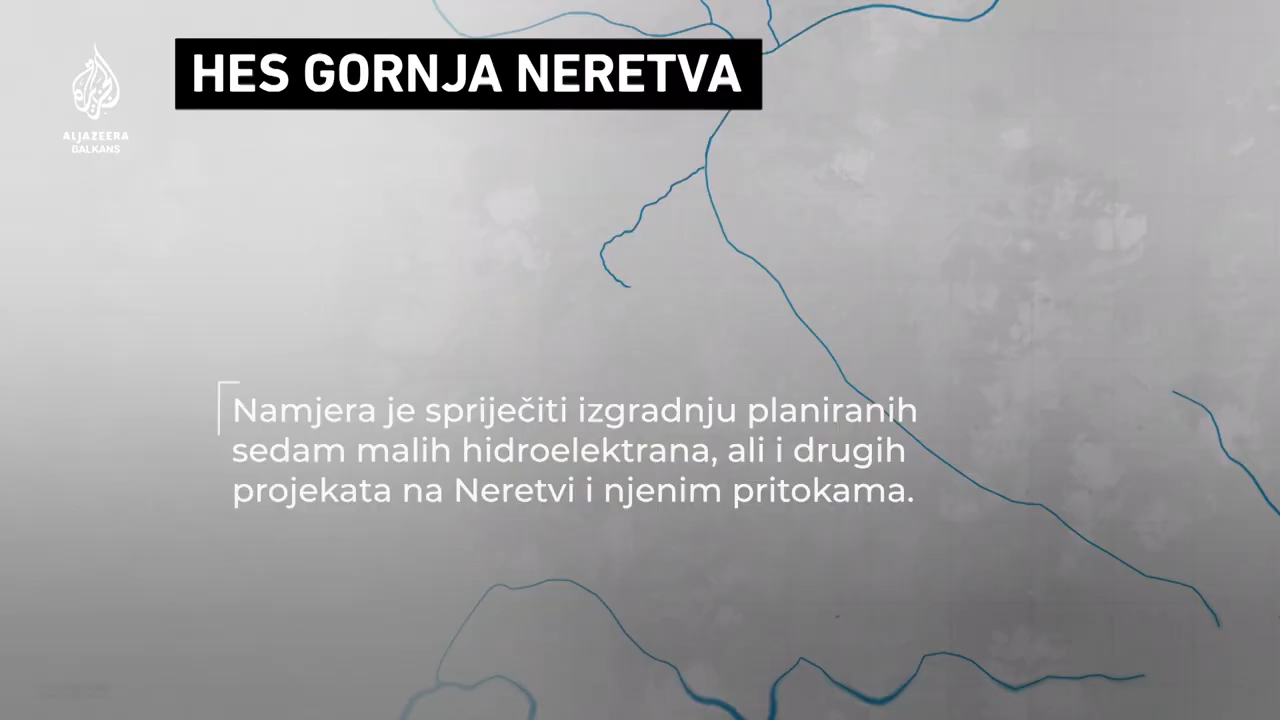 HES GORNJA NERETVA
ALJAZEERA
BALKANS
Namjera je spriječiti izgradnju planiranih
sedam malih hidroelektrana, ali i drugih
projekata na Neretvi i njenim pritokama.